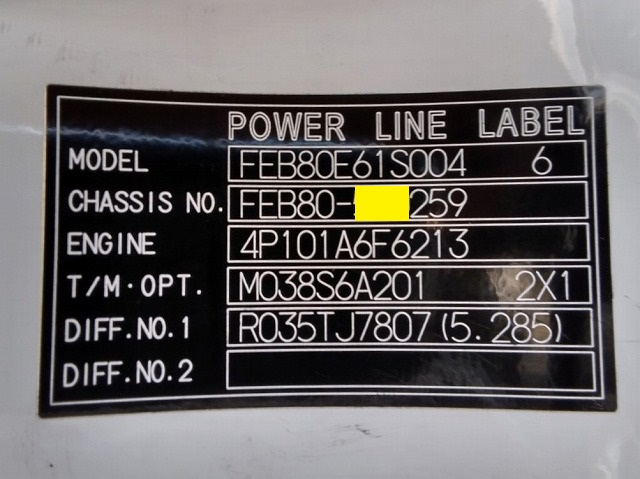 POWER LINE LABEL
MODEL FEB80E61S004 6
CHASSIS NO. FEB80- 259
ENGINE 4P101A6F6213
T/M·OPT. M038S6A201 2X1
DIFF.NO.1 R035TJ7807(5.285)
DIFF.NO.2